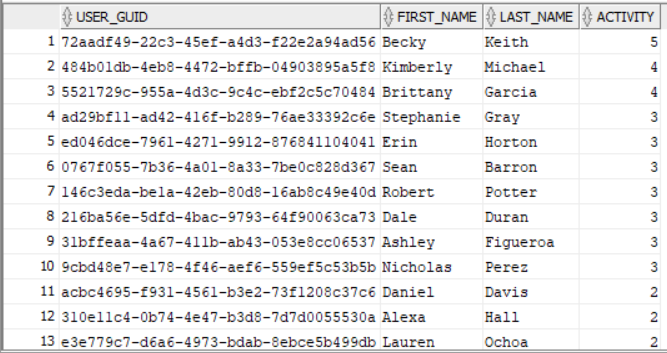 USER_GUID FIRST_NAME LAST_NAME ACTIVITY
1 72aadf49-22c3-45ef-a4d3-f22e2a94ad56 Becky Keith 5
2 484b01db-4eb8-4472-bffb-04903895a5f8 Kimberly Michael 4
3 5521729c-955a-4d3c-9c4c-ebf2c5c70484 Brittany Garcia 4
4 ad29bf11-ad42-416f-b289-76ae33392c6e Stephanie Gray 3
5 ed046dce-7961-4271-9912-876841104041 Erin Horton 3
6 0767f055-7b36-4a01-8a33-7be0c828d367 Sean Barron 3
7 146c3eda-be1a-42eb-80d8-16ab8c49e40d Robert Potter 3
8 216ba56e-5dfd-4bac-9793-64f90063ca73 Dale Duran 3
9 31bffeaa-4a67-411b-ab43-053e8cc06537 Ashley Figueroa 3
10 9cbd48e7-e178-4f46-aef6-559ef5c53b5b Nicholas Perez 3
11 acbc4695-f931-4561-b3e2-73f1208c37c6 Daniel Davis 2
12 310e11c4-0b74-4e47-b3d8-7d7d0055530a Alexa Hall 2
13 e3e779c7-d6a6-4973-bdab-8ebce5b499db Lauren Ochoa 2